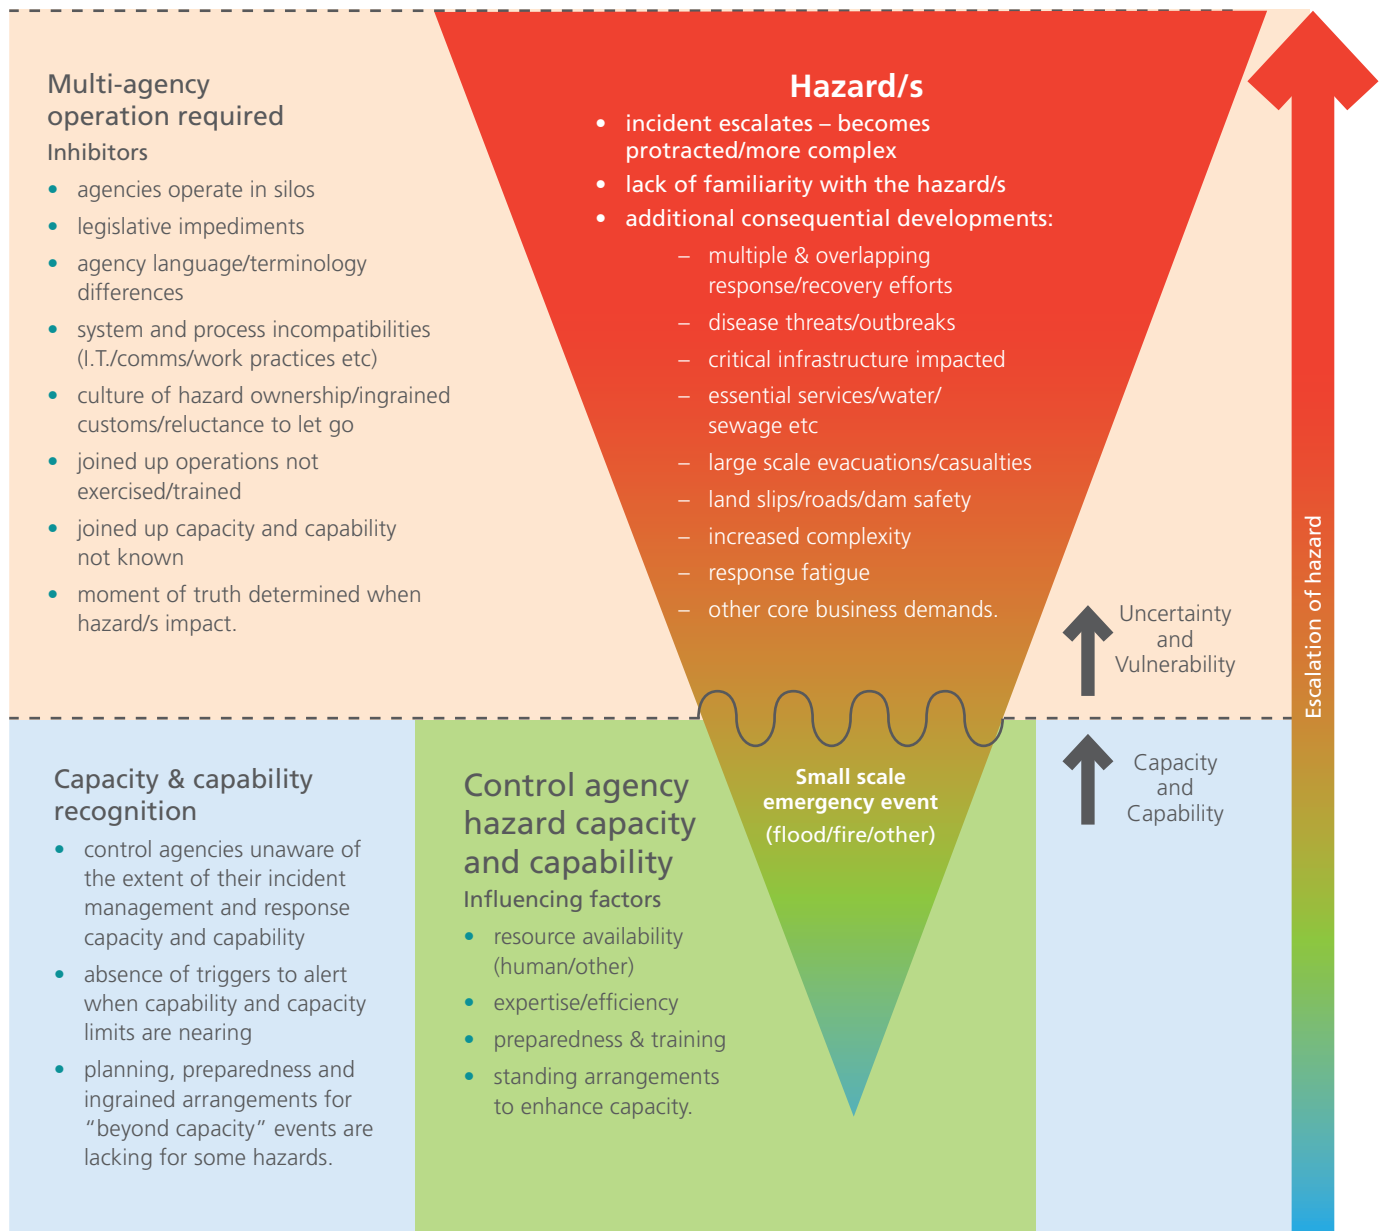 Multi-agency
operation required
Inhibitors
• agencies operate in silos
• legislative impediments
• agency language/terminology
differences
• system and process incompatibilities
(I.T./comms/work practices etc)
• culture of hazard ownership/ingrained
customs/reluctance to let go
• joined up operations not
exercised/trained
• joined up capacity and capability
not known
• moment of truth determined when
hazard/s impact.
Hazard/s
• incident escalates – becomes
protracted/more complex
• lack of familiarity with the hazard/s
• additional consequential developments:
– multiple & overlapping
response/recovery efforts
– disease threats/outbreaks
– critical infrastructure impacted
– essential services/water/
sewage etc
– large scale evacuations/casualties
– land slips/roads/dam safety
– increased complexity
– response fatigue
– other core business demands.
Uncertainty
and
Vulnerability
Escalation of hazard
Capacity & capability
recognition
• control agencies unaware of
the extent of their incident
management and response
capacity and capability
• absence of triggers to alert
when capability and capacity
limits are nearing
• planning, preparedness and
ingrained arrangements for
“beyond capacity” events are
lacking for some hazards.
Control agency
hazard capacity
and capability
Influencing factors
• resource availability
(human/other)
• expertise/efficiency
• preparedness & training
• standing arrangements
to enhance capacity.
Small scale
emergency event
(flood/fire/other)
Capacity
and
Capability